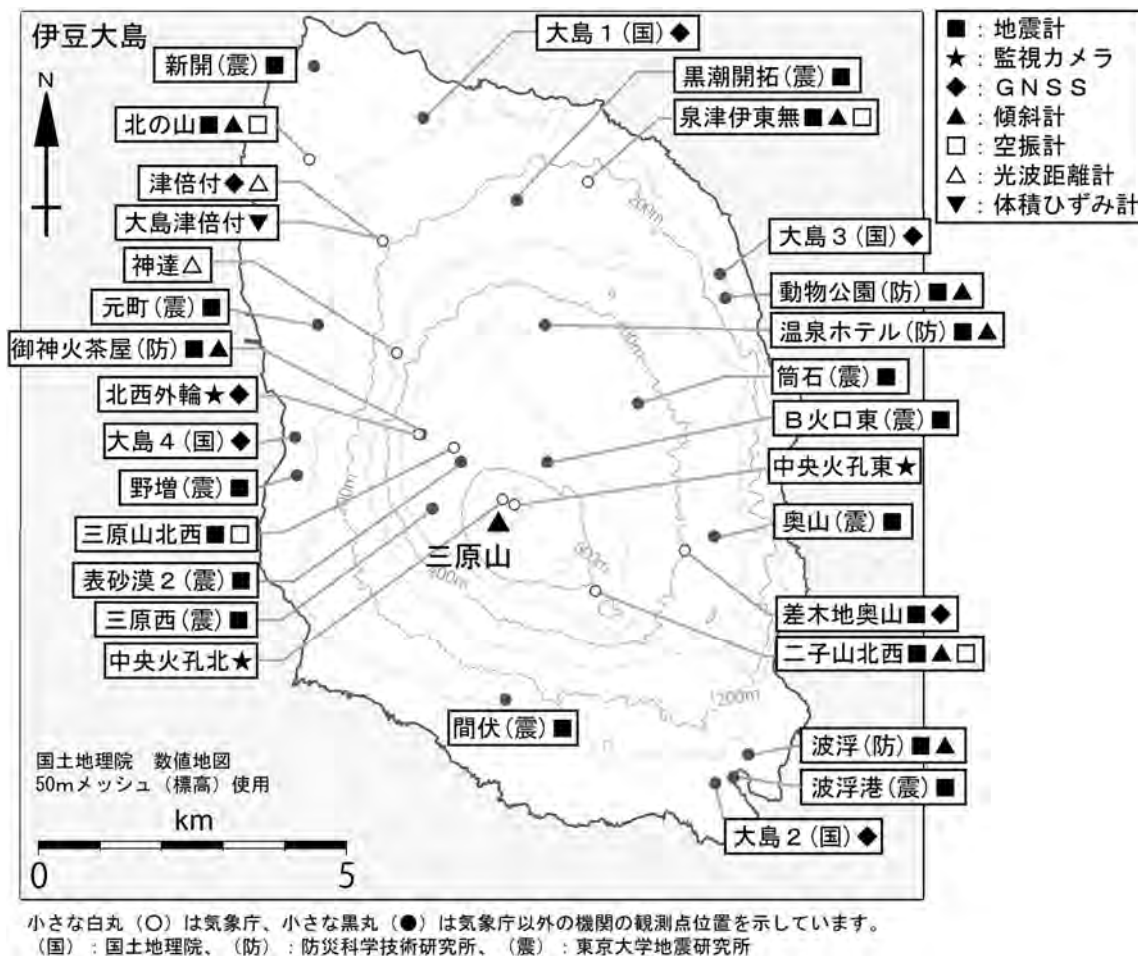 伊豆大島
N
大島1(国)◆
新開(震)■
黒潮開拓(震)■
北の山■▲□
泉津伊東無■▲□
津倍付◆△
大島津倍付▼
神達△
大島3(国)◆
元町(震)■
動物公園(防)■▲
御神火茶屋(防)■▲
温泉ホテル(防)■▲
北西外輪★◆
筒石(震)■
大島4(国)◆
B火口東(震)■
野増(震)■
中央火孔東★
三原山北西■□
奥山(震)■
三原山
表砂漠2(震)■
三原西(震)■
差木地奥山■◆
中央火孔北★
二子山北西■▲□
間伏(震)■
波浮(防)■▲
波浮港(震)■
大島2(国)◆
200m
400m
600m
200m
■:地震計
★:監視カメラ
◆:GNSS
▲:傾斜計
□:空振計
△:光波距離計
▼:体積ひずみ計
国土地理院 数値地図
50mメッシュ(標高)使用
km
0 5
小さな白丸(○)は気象庁、小さな黒丸(●)は気象庁以外の機関の観測点位置を示しています。
(国):国土地理院、(防):防災科学技術研究所、(震):東京大学地震研究所